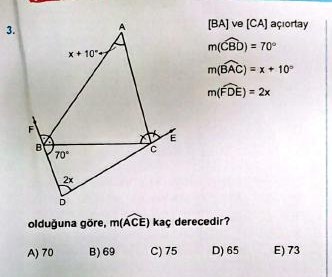 3.
[BA] ve [CA] açıortay
m(CBD) = 70°
m(BAC) = x + 10°
m(FDE) = 2x
A
x + 10°
F
B
70°
C
E
2x
D
olduğuna göre, m(ACE) kaç derecedir?
A) 70 B) 69 C) 75 D) 65 E) 73